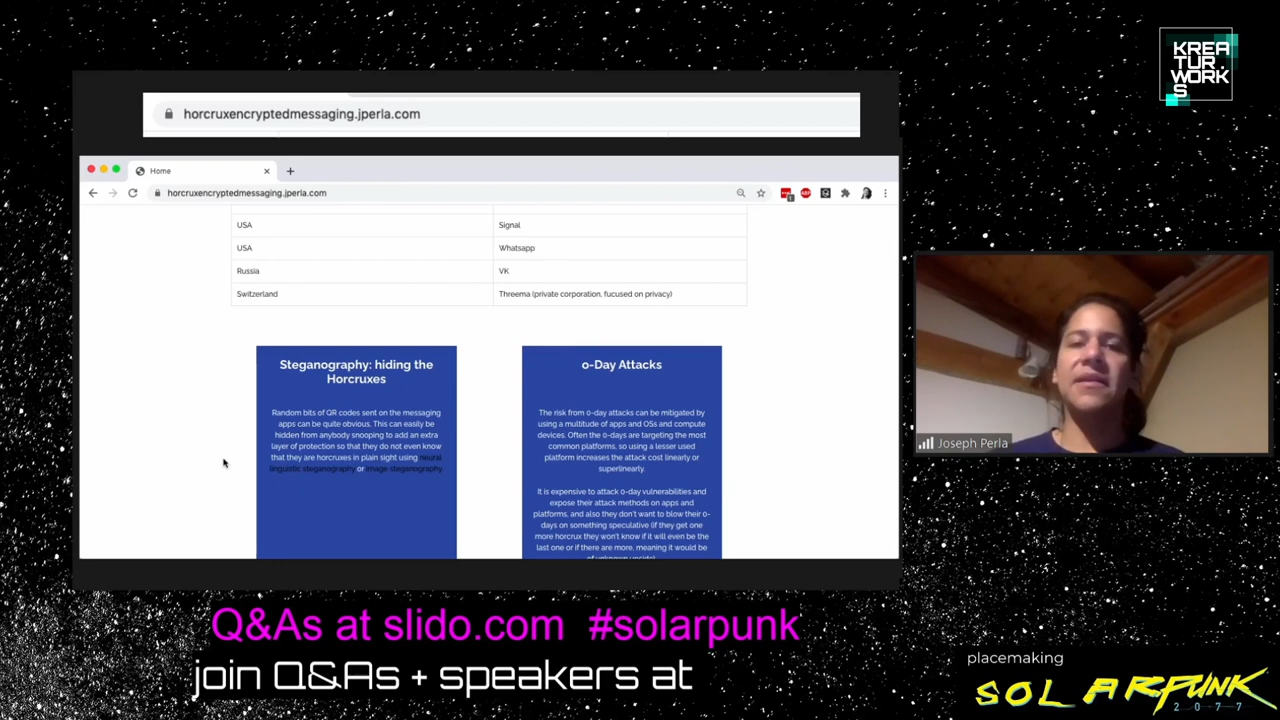 KREA
TUR.
WORK
S
horcruxencryptedmessaging.jperla.com
Home
horcruxencryptedmessaging.jperla.com
USA Signal
USA Whatsapp
Russia VK
Switzerland Threema (private corporation, fucused on privacy)
Steganography: hiding the
Horcruxes
Random bits of QR codes sent on the messaging
apps can be quite obvious. This can easily be
hidden from anybody snooping to add an extra
layer of protection so that they do not even know
that they are horcruxes in plain sight using neural
linguistic steganography or image steganography.
0-Day Attacks
The risk from 0-day attacks can be mitigated by
using a multitude of apps and OSs and compute
devices. Often the 0-days are targeting the most
common platforms, so using a lesser used
platform increases the attack cost linearly or
superlinearly.
It is expensive to attack 0-day vulnerabilities and
expose their attack methods on apps and
platforms, and also they don't want to blow their 0-
days on something speculative (if they get one
more horcrux they won't know if it will even be the
last one or if there are more, meaning it would be
of unknown upside)
Joseph Perla
Q&As at slido.com #solarpunk
join Q&As + speakers at
placemaking
SOLARPUNK
2077